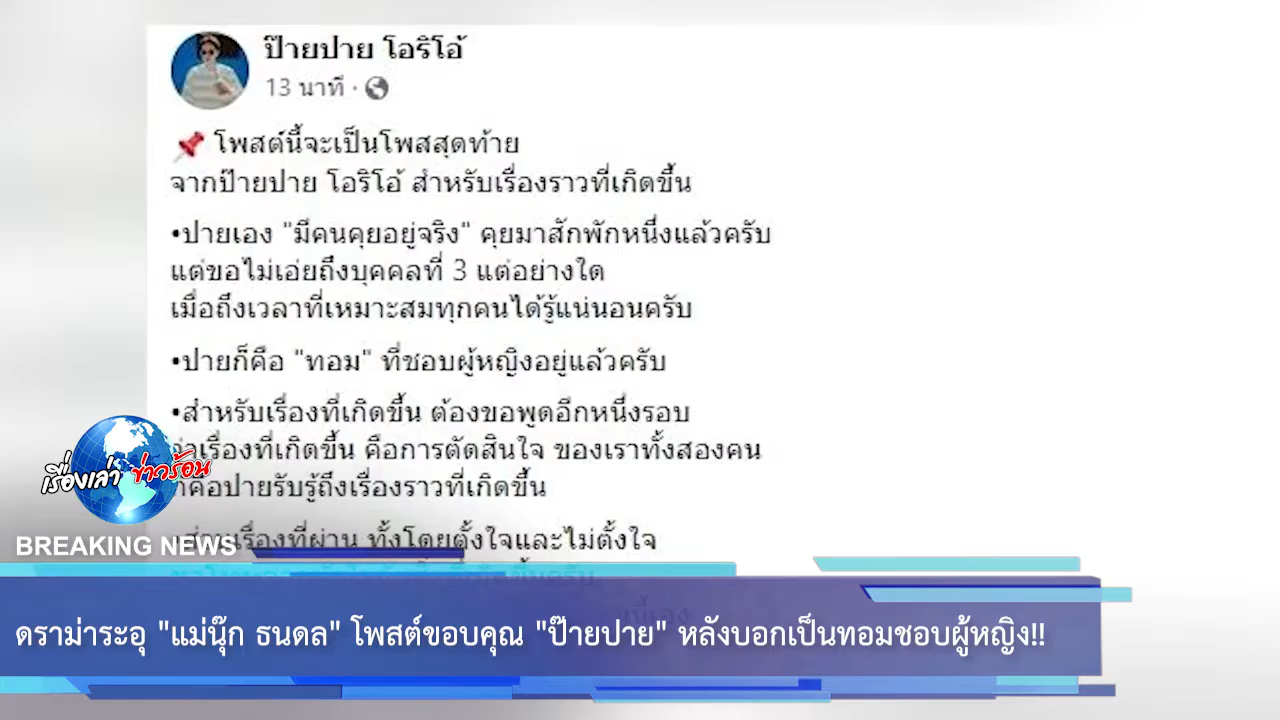 ป๊ายปาย โอริโอ้
13 นาที ·
โพสต์นี้จะเป็นโพสสุดท้าย
จากป๊ายปาย โอริโอ้ สำหรับเรื่องราวที่เกิดขึ้น
•ปายเอง "มีคนคุยอยู่จริง" คุยมาสักพักหนึ่งแล้วครับ
แต่ขอไม่เอ่ยถึงบุคคลที่ 3 แต่อย่างใด
เมื่อถึงเวลาที่เหมาะสมทุกคนได้รู้แน่นอนครับ
•ปายก็คือ "ทอม" ที่ชอบผู้หญิงอยู่แล้วครับ
•สำหรับเรื่องที่เกิดขึ้น ต้องขอพูดอีกหนึ่งรอบ
เรื่องที่เกิดขึ้น คือการตัดสินใจ ของเราทั้งสองคน
คือปายรับรู้ถึงเรื่องราวที่เกิดขึ้น
เรื่องที่ผ่าน ทั้งโดยตั้งใจและไม่ตั้งใจ
เรื่องเล่า ข่าวร้อน
BREAKING NEWS
ดราม่าระอุ "แม่นุ๊ก ธนดล" โพสต์ขอบคุณ "ป๊ายปาย" หลังบอกเป็นทอมชอบผู้หญิง!!